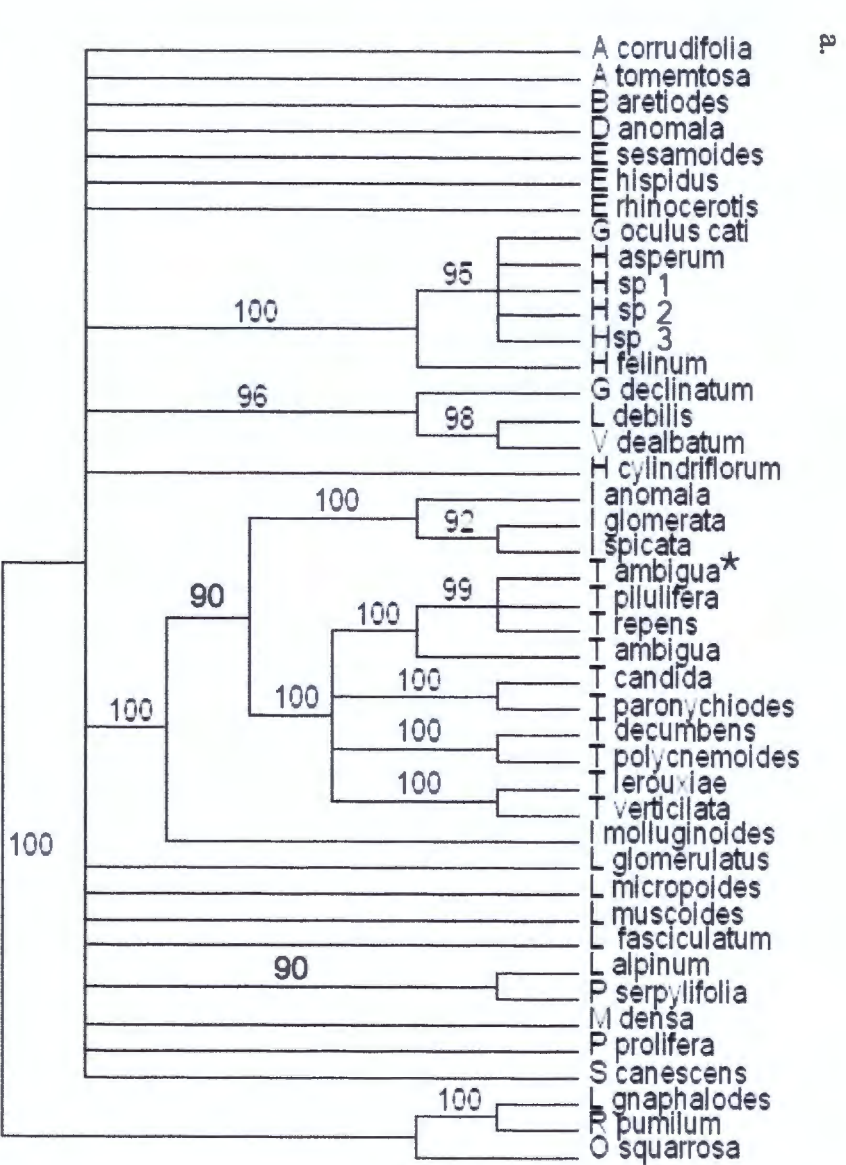 a.
A corrudifolia
A tomemtosa
B aretiodes
D anomala
E sesamoides
E hispidus
E rhinocerotis
G oculus cati
H asperum
95
H sp 1
100
H sp 2
Hsp 3
H felinum
G declinatum
96
L debilis
98
V dealbatum
H cylindriflorum
I anomala
100
I glomerata
92
I spicata
T ambigua*
99
T pilulifera
90
100
T repens
T ambigua
T candida
100
100
T paronychiodes
100
T decumbens
100
T polycnemoides
T lerouxiae
100
T verticilata
I molluginoides
100
L glomerulatus
L micropoides
L muscoides
L fasciculatum
90
L alpinum
P serpylifolia
M densa
P prolifera
S canescens
100
L gnaphalodes
R pumilum
O squarrosa